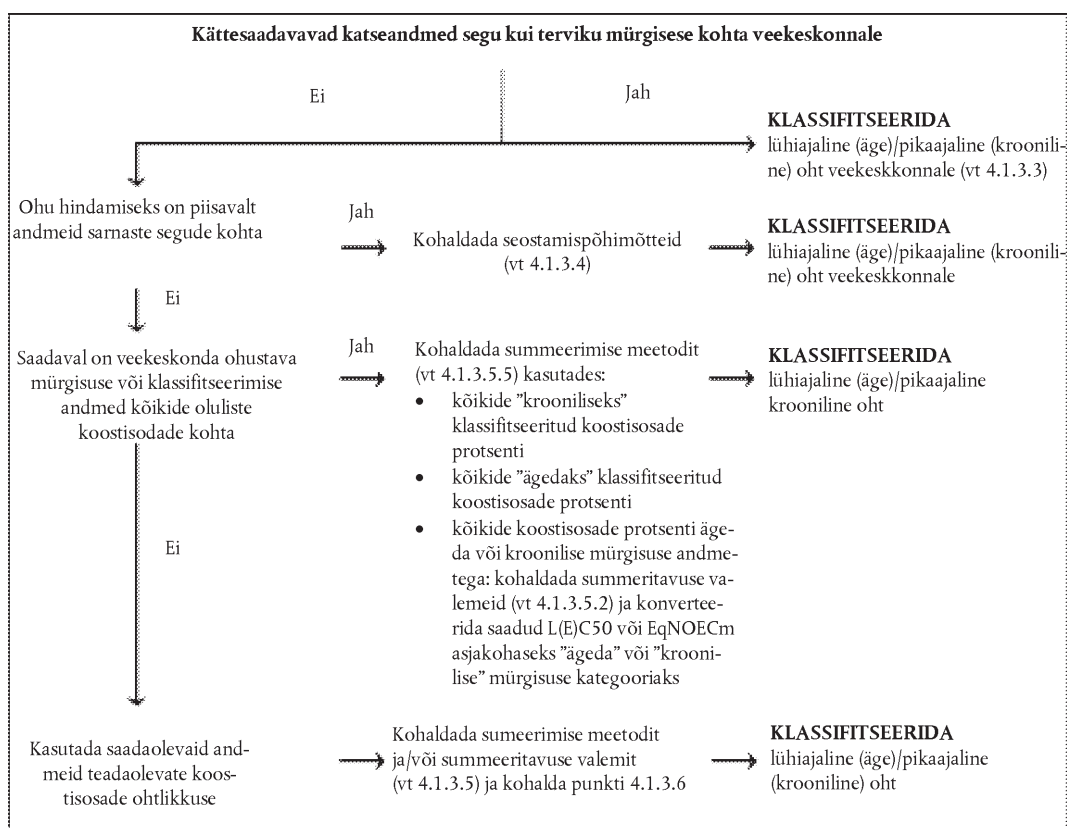 Kättesaadavavad katseandmed segu kui terviku mürgisese kohta veekeskonnale
Ei
Jah
KLASSIFITSEERIDA
lühiajaline (äge)/pikaajaline (kroonili-
ne) oht veekeskkonnale (vt 4.1.3.3)
Ohu hindamiseks on piisavalt
andmeid sarnaste segude kohta
Jah
Kohaldada seostamispõhimõtteid
(vt 4.1.3.4)
KLASSIFITSEERIDA
lühiajaline (äge)/pikaajaline (kroonili-
ne) oht veekeskkonnale
Ei
Saadaval on veekeskonda ohustava
mürgisuse või klassifitseerimise
andmed kõikide oluliste
koostisodade kohta
Jah
Kohaldada summeerimise meetodit
(vt 4.1.3.5.5) kasutades:
• kõikide ”krooniliseks”
klassifitseeritud koostisosade
protsenti
• kõikide ”ägedaks” klassifitseeritud
koostisosade protsenti
• kõikide koostisosade protsenti äge-
da või kroonilise mürgisuse andme-
tega: kohaldada summeritavuse va-
lemeid (vt 4.1.3.5.2) ja konvertee-
rida saadud L(E)C50 või EqNOECm
asjakohaseks ”ägeda” või ”krooni-
lise” mürgisuse kategooriaks
KLASSIFITSEERIDA
lühiajaline (äge)/pikaajaline
krooniline oht
Ei
Kasutada saadaolevaid and-
meid teadaolevate koos-
tisosade ohtlikkuse
Kohaldada sumeerimise meetodit
ja/või summeeritavuse valemit
(vt 4.1.3.5) ja kohalda punkti 4.1.3.6
KLASSIFITSEERIDA
lühiajaline (äge)/pikaajaline
(krooniline) oht